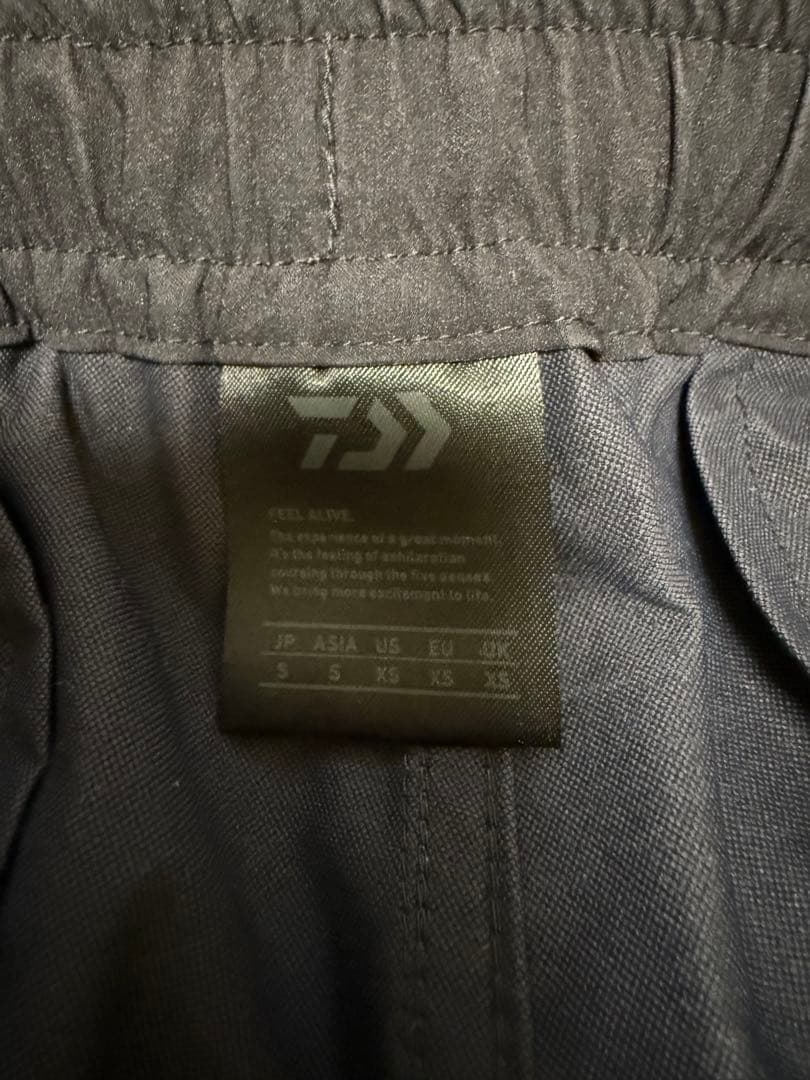 FEEL ALIVE.
The experience of a great moment.
It's the feeling of exhilaration
coursing through the five senses.
We bring more excitement to life.
JP ASIA US EU UK
S S XS XS XS